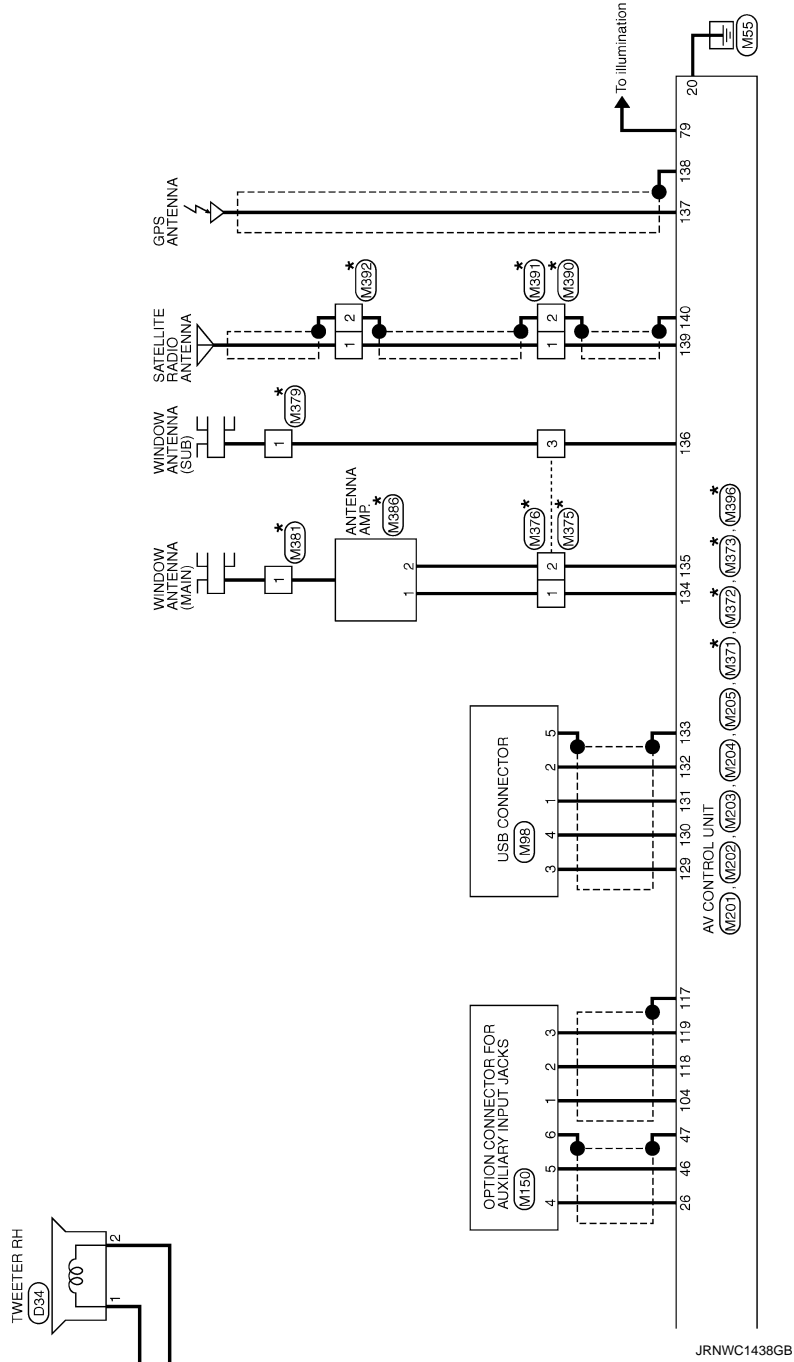 TWEETER RH
D34
1
2
OPTION CONNECTOR FOR
AUXILIARY INPUT JACKS
M150
4
5
6
1
2
3
26
46
47
104
118
119
117
USB CONNECTOR
M98
3
4
1
2
5
129
130
131
132
133
WINDOW
ANTENNA
(MAIN)
1
*
M381
ANTENNA
AMP.
*
M386
1
2
1
2
*
M376
*
M375
134
135
WINDOW
ANTENNA
(SUB)
1
*
M379
3
136
SATELLITE
RADIO
ANTENNA
1
2
*
M392
1
2
*
M391
*
M390
139
140
GPS
ANTENNA
137
138
79
To illumination
20
M55
AV CONTROL UNIT
M201 , M202 , M203 , M204 , M205 , *M371 , *M372 , *M373 , *M396
JRNWC1438GB